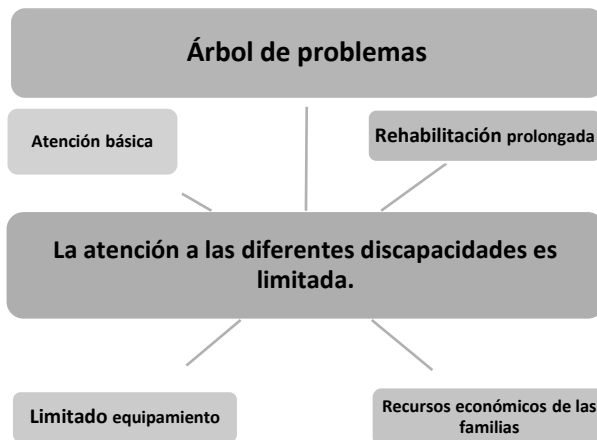 Árbol de problemas
Atención básica
Rehabilitación prolongada
La atención a las diferentes discapacidades es
limitada.
Limitado equipamiento
Recursos económicos de las
familias